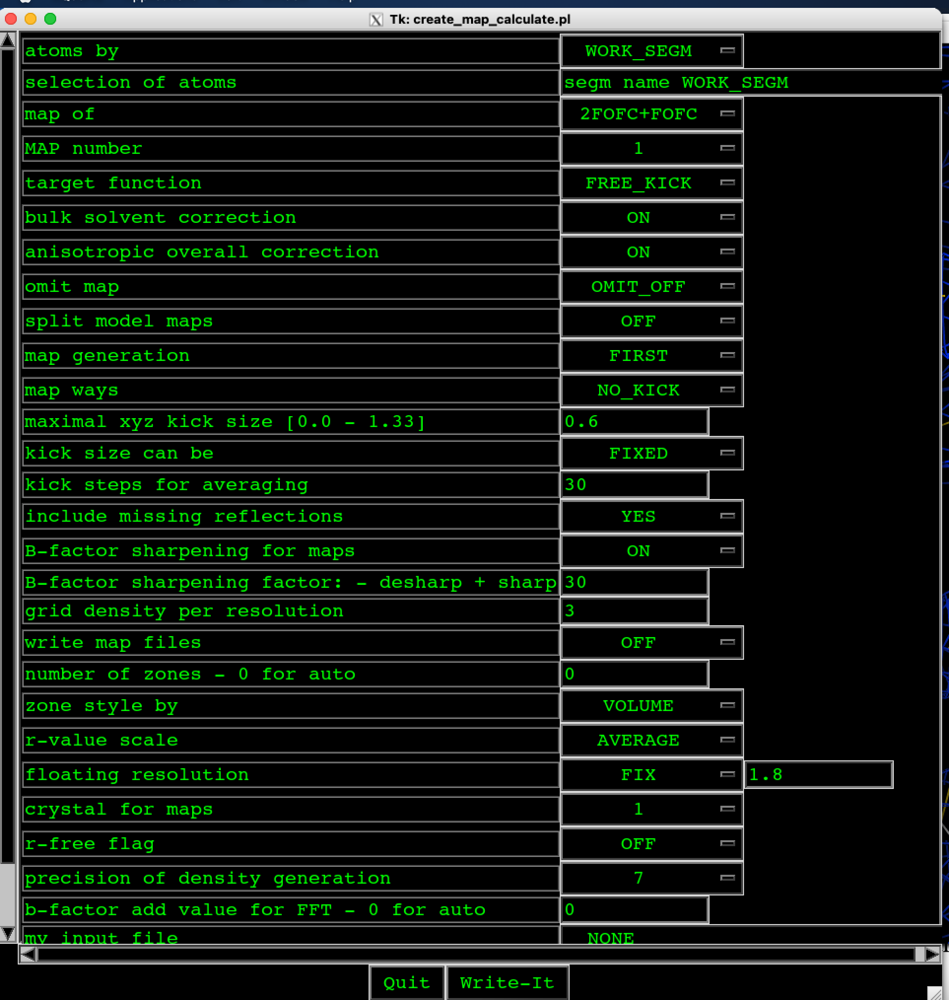 Tk: create_map_calculate.pl
atoms by WORK_SEGM
selection of atoms segm name WORK_SEGM
map of 2FOFC+FOFC
MAP number 1
target function FREE_KICK
bulk solvent correction ON
anisotropic overall correction ON
omit map OMIT_OFF
split model maps OFF
map generation FIRST
map ways NO_KICK
maximal xyz kick size [0.0 - 1.33] 0.6
kick size can be FIXED
kick steps for averaging 30
include missing reflections YES
B-factor sharpening for maps ON
B-factor sharpening factor: - desharp + sharp 30
grid density per resolution 3
write map files OFF
number of zones - 0 for auto 0
zone style by VOLUME
r-value scale AVERAGE
floating resolution FIX 1.8
crystal for maps 1
r-free flag OFF
precision of density generation 7
b-factor add value for FFT - 0 for auto 0
my input file NONE
Quit Write-It